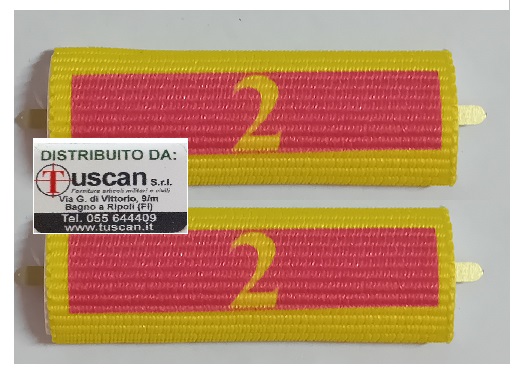 2
DISTRIBUITO DA:
Tuscan S.r.l.
Forniture articoli militari e civili
Via G. di Vittorio, 9/m
Bagno a Ripoli (FI)
Tel. 055 644409
www.tuscan.it
2